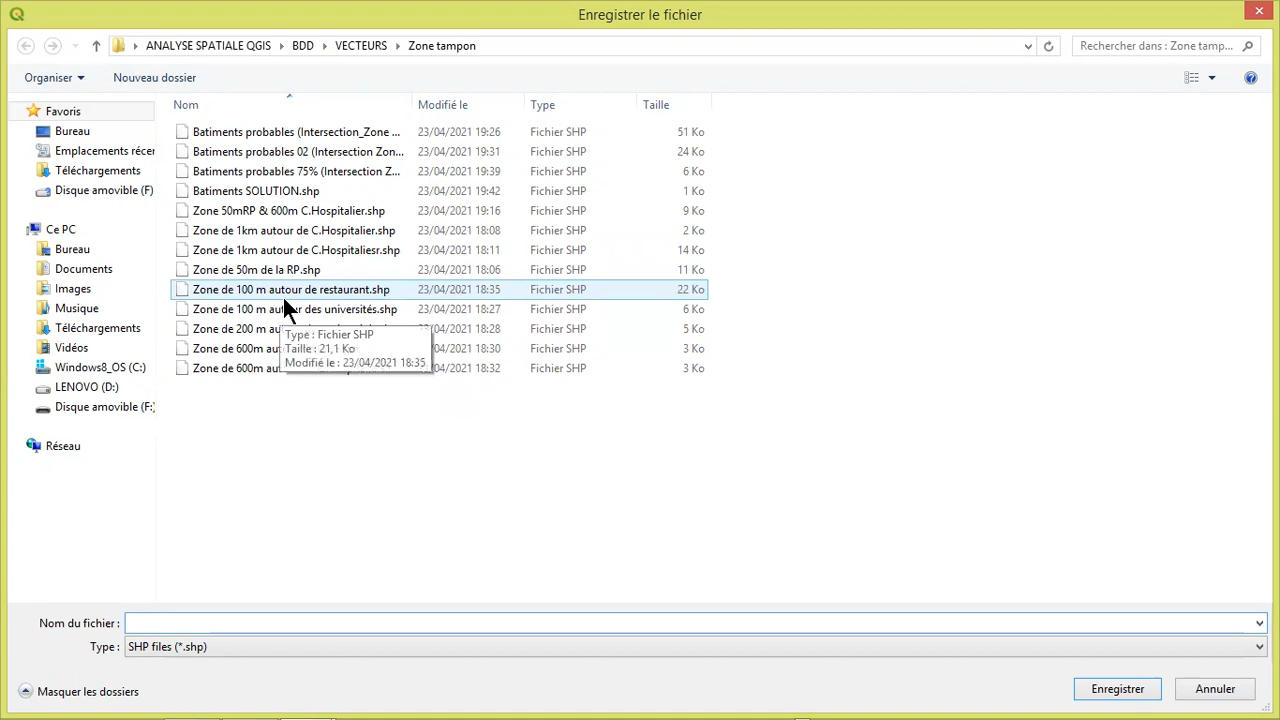 Enregistrer le fichier
ANALYSE SPATIALE QGIS BDD VECTEURS Zone tampon
Rechercher dans : Zone tamp...
Organiser Nouveau dossier
Nom Modifié le Type Taille
Favoris
Bureau
Emplacements récer
Téléchargements
Disque amovible (F)
Ce PC
Bureau
Documents
Images
Musique
Téléchargements
Vidéos
Windows8_OS (C:)
LENOVO (D:)
Disque amovible (F:)
Réseau
Batiments probables (Intersection_Zone ... 23/04/2021 19:26 Fichier SHP 51 Ko
Batiments probables 02 (Intersection Zon... 23/04/2021 19:31 Fichier SHP 24 Ko
Batiments probables 75% (Intersection Z... 23/04/2021 19:39 Fichier SHP 6 Ko
Batiments SOLUTION.shp 23/04/2021 19:42 Fichier SHP 1 Ko
Zone 50mRP & 600m C.Hospitalier.shp 23/04/2021 19:16 Fichier SHP 9 Ko
Zone de 1km autour de C.Hospitalier.shp 23/04/2021 18:08 Fichier SHP 2 Ko
Zone de 1km autour de C.Hospitaliesr.shp 23/04/2021 18:11 Fichier SHP 14 Ko
Zone de 50m de la RP.shp 23/04/2021 18:06 Fichier SHP 11 Ko
Zone de 100 m autour de restaurant.shp 23/04/2021 18:35 Fichier SHP 22 Ko
Zone de 100 m autour des universités.shp 23/04/2021 18:27 Fichier SHP 6 Ko
Zone de 200 m 23/04/2021 18:28 Fichier SHP 5 Ko
Zone de 600m au /04/2021 18:30 Fichier SHP 3 Ko
Zone de 600m au /04/2021 18:32 Fichier SHP 3 Ko
Type : Fichier SHP
Taille : 21,1 Ko
Modifié le : 23/04/2021 18:35
Nom du fichier :
Type : SHP files (*.shp)
Masquer les dossiers
Enregistrer Annuler